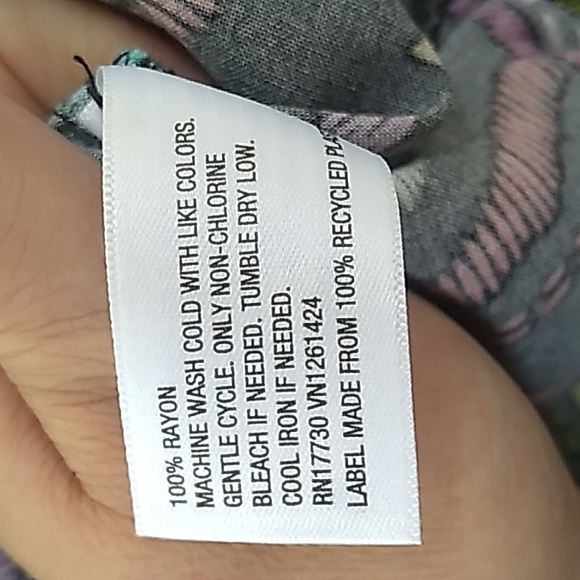 100% RAYON
MACHINE WASH COLD WITH LIKE COLORS.
GENTLE CYCLE. ONLY NON-CHLORINE
BLEACH IF NEEDED. TUMBLE DRY LOW.
COOL IRON IF NEEDED.
RN17730 VN1261424
LABEL MADE FROM 100% RECYCLED